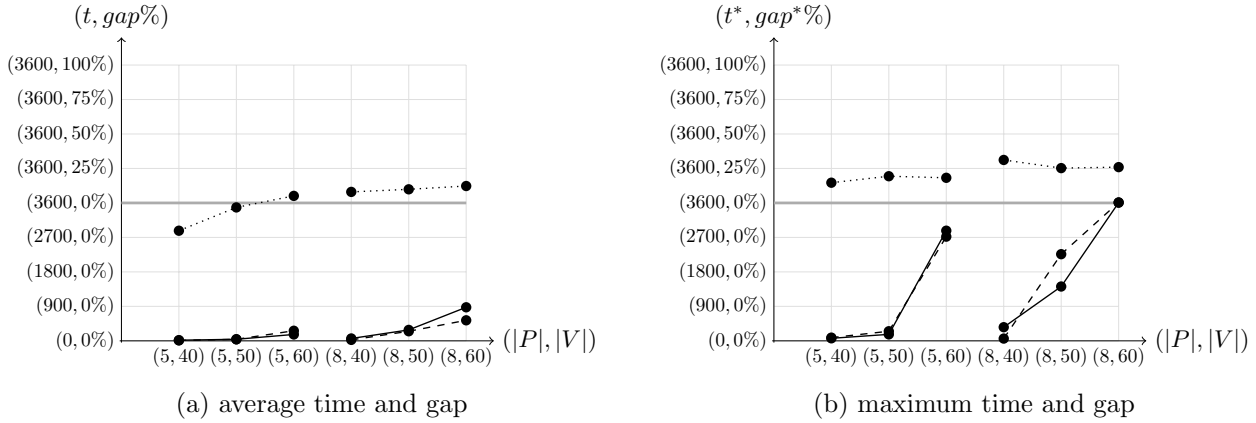 (t, gap%)
(3600, 100%)
(3600, 75%)
(3600, 50%)
(3600, 25%)
(3600, 0%)
(2700, 0%)
(1800, 0%)
(900, 0%)
(0, 0%)
(5, 40) (5, 50) (5, 60) (8, 40) (8, 50) (8, 60)
(|P|, |V|)
(a) average time and gap
(t*, gap*%)
(3600, 100%)
(3600, 75%)
(3600, 50%)
(3600, 25%)
(3600, 0%)
(2700, 0%)
(1800, 0%)
(900, 0%)
(0, 0%)
(5, 40) (5, 50) (5, 60) (8, 40) (8, 50) (8, 60)
(|P|, |V|)
(b) maximum time and gap